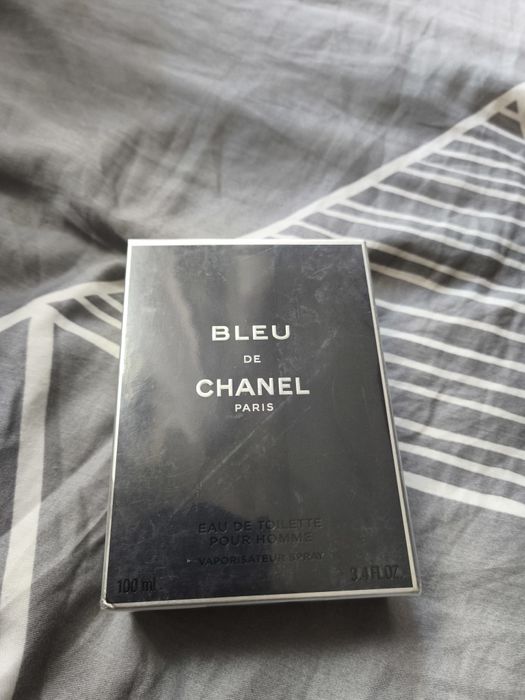 BLEU
DE
CHANEL
PARIS
EAU DE TOILETTE
POUR HOMME
VAPORISATEUR SPRAY
100 ml 3.4 FL.OZ.